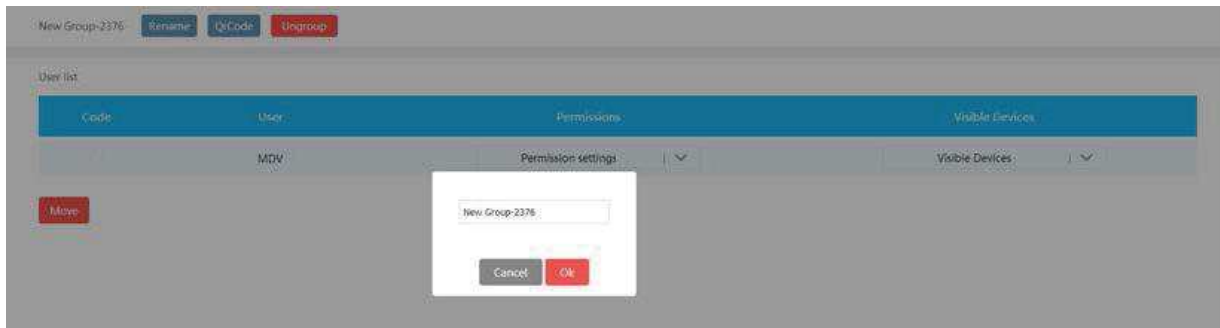 New Group-2376 Rename QrCode Ungroup
User list
Code User Permissions Visible Devices
MDV Permission settings Visible Devices
Move
New Group-2376
Cancel Ok